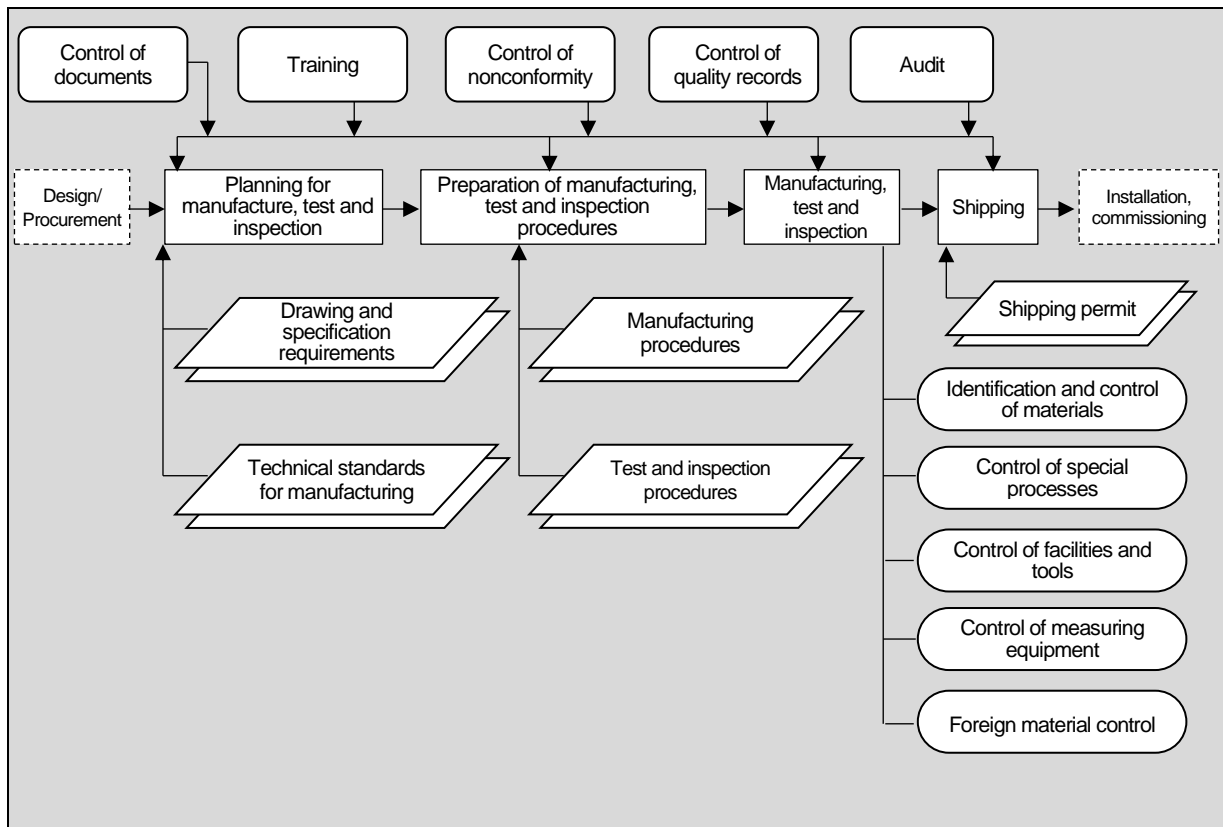 Control of
documents
Training
Control of
nonconformity
Control of
quality records
Audit
Design/
Procurement
Planning for
manufacture, test and
inspection
Preparation of manufacturing,
test and inspection
procedures
Manufacturing,
test and
inspection
Shipping
Installation,
commissioning
Drawing and
specification
requirements
Manufacturing
procedures
Shipping permit
Identification and control
of materials
Technical standards
for manufacturing
Test and inspection
procedures
Control of special
processes
Control of facilities and
tools
Control of measuring
equipment
Foreign material control